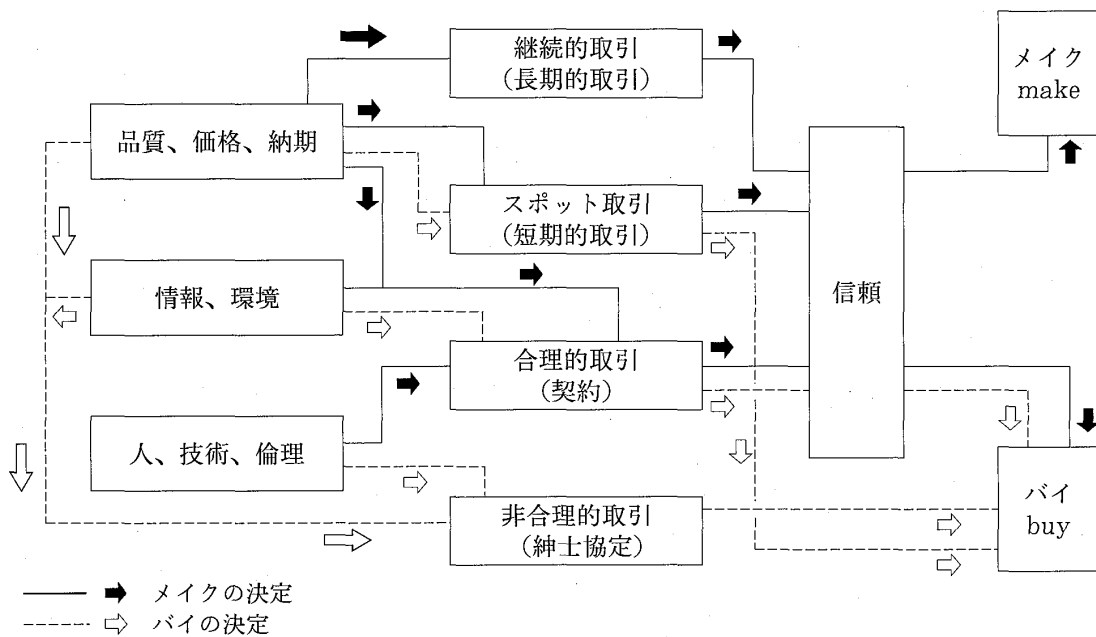 継続的取引
(長期的取引)
メイク
make
品質、価格、納期
スポット取引
(短期的取引)
情報、環境
信頼
合理的取引
(契約)
人、技術、倫理
非合理的取引
(紳士協定)
バイ
buy
メイクの決定
バイの決定